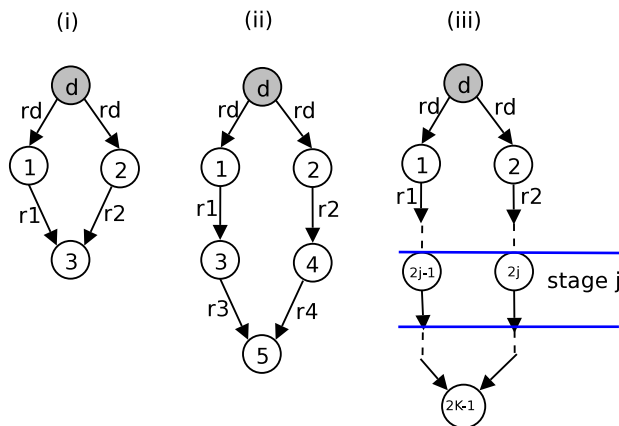 (i) (ii) (iii)
d d d
rd rd rd rd rd rd
1 2 1 2 1 2
r1 r2 r1 r2 r1 r2
3 3 4 2j-1 2j stage j
r3 r4
5 2K-1